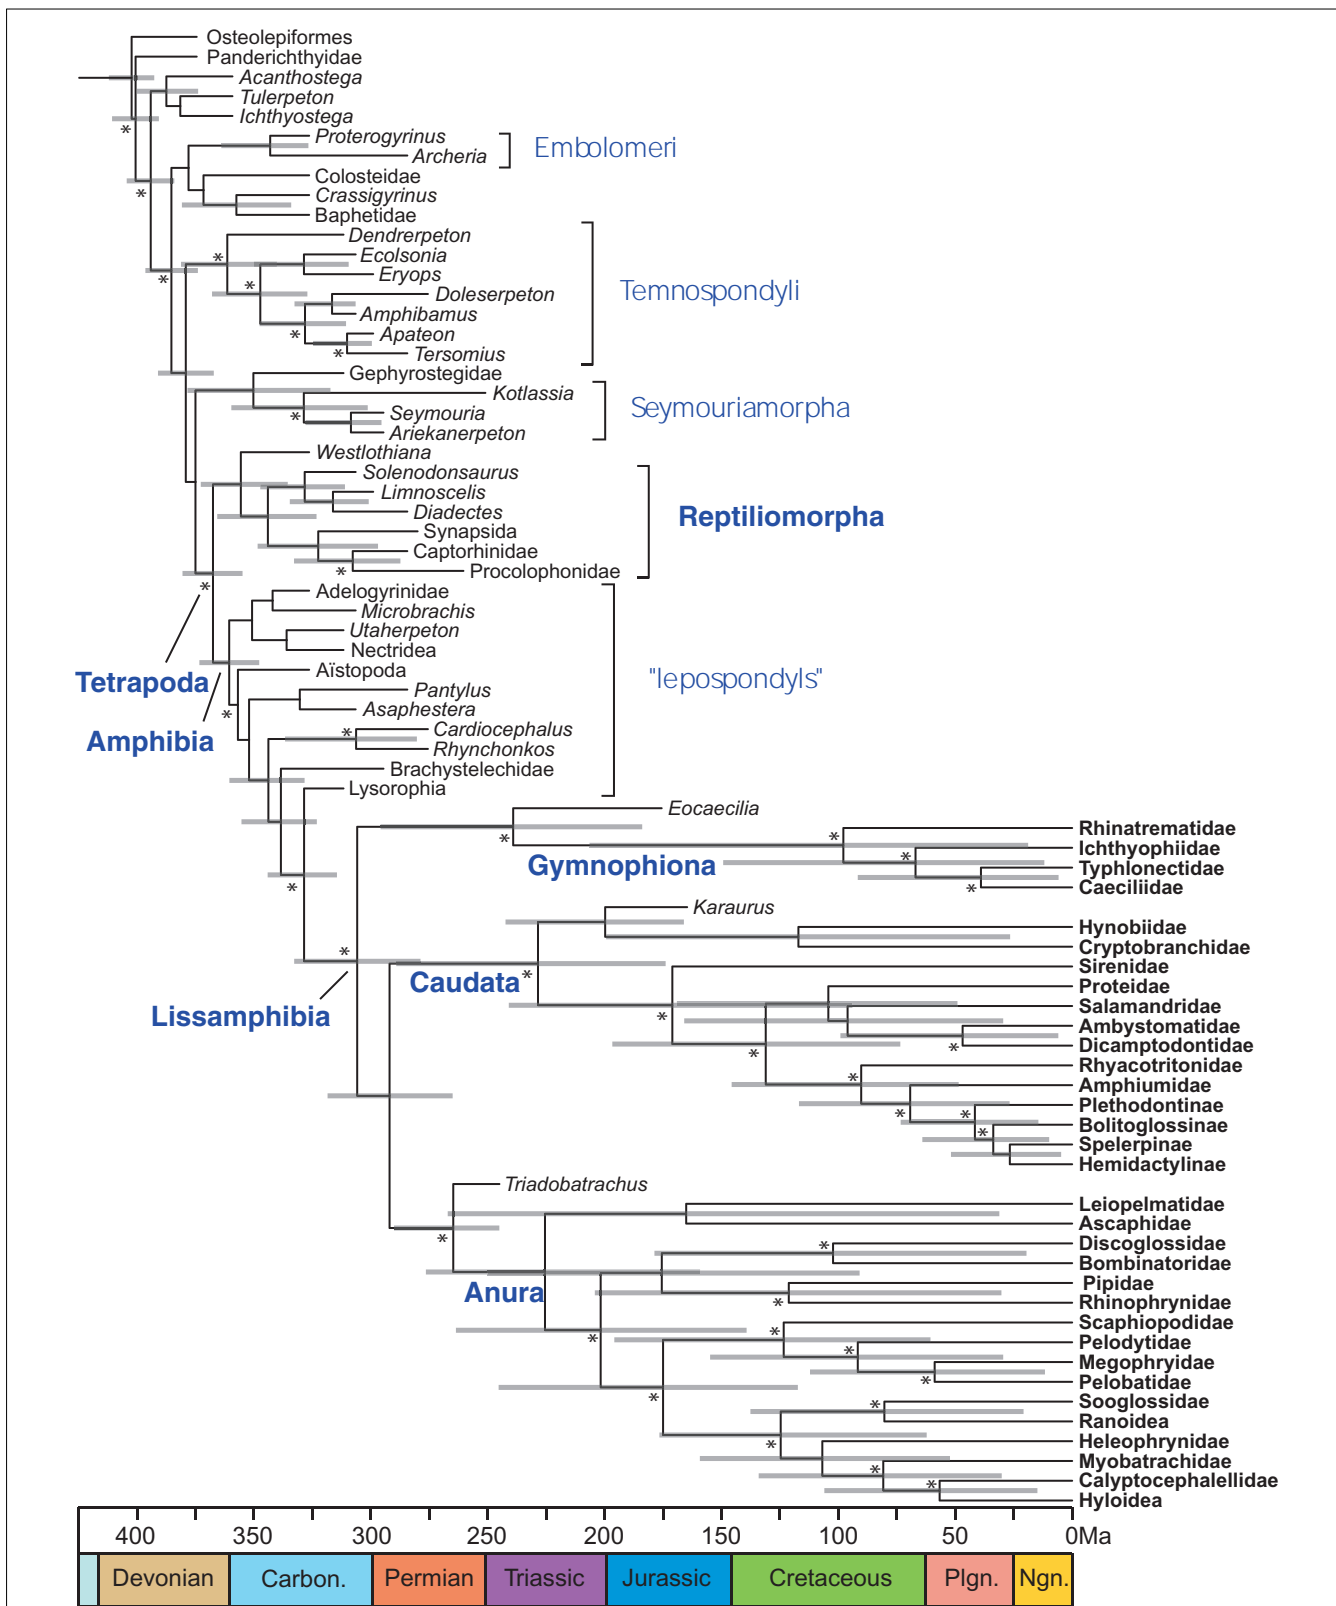 Osteolepiformes
Panderichthyidae
Acanthostega
Tulerpeton
Ichthyostega
*
Proterogyrinus
Embolomeri
Archeria
Colosteidae
*
Crassigyrinus
Baphetidae
Dendrerpeton
Ecolsonia
*
Eryops
*
*
Temnospondyli
Doleserpeton
Amphibamus
Apateon
*
Tersomius
*
Gephyrostegidae
Kotlassia
Seymouriamorpha
Seymouria
*
Ariekanerpeton
Westlothiana
Solenodonsaurus
Limnoscelis
Diadectes
Reptiliomorpha
Synapsida
Captorhinidae
Procolophonidae
*
*
Adelogyrinidae
Microbrachis
Utaherpeton
Nectridea
Aïstopoda
Tetrapoda
"lepospondyls"
Pantylus
Asaphestera
*
Cardiocephalus
*
Amphibia
Rhynchonkos
Brachystelechidae
Lysorophia
Eocaecilia
Rhinatrematidae
*
*
Ichthyophiidae
*
Gymnophiona
Typhlonectidae
Caeciliidae
*
*
Karaurus
Hynobiidae
Cryptobranchidae
*
Sirenidae
Caudata
*
Proteidae
Salamandridae
Lissamphibia
*
Ambystomatidae
Dicamptodontidae
*
*
Rhyacotritonidae
*
Amphiumidae
Plethodontinae
*
*
Bolitoglossinae
*
Spelerpinae
Hemidactylinae
Triadobatrachus
Leiopelmatidae
Ascaphidae
*
Discoglossidae
*
Bombinatoridae
Pipidae
Anura
Rhinophrynidae
*
Scaphiopodidae
*
*
Pelodytidae
*
Megophryidae
Pelobatidae
*
*
Sooglossidae
*
Ranoidea
Heleophrynidae
*
Myobatrachidae
*
Calyptocephalellidae
*
Hyloidea
400 350 300 250 200 150 100 50 0Ma
Devonian Carbon. Permian Triassic Jurassic Cretaceous Plgn. Ngn.